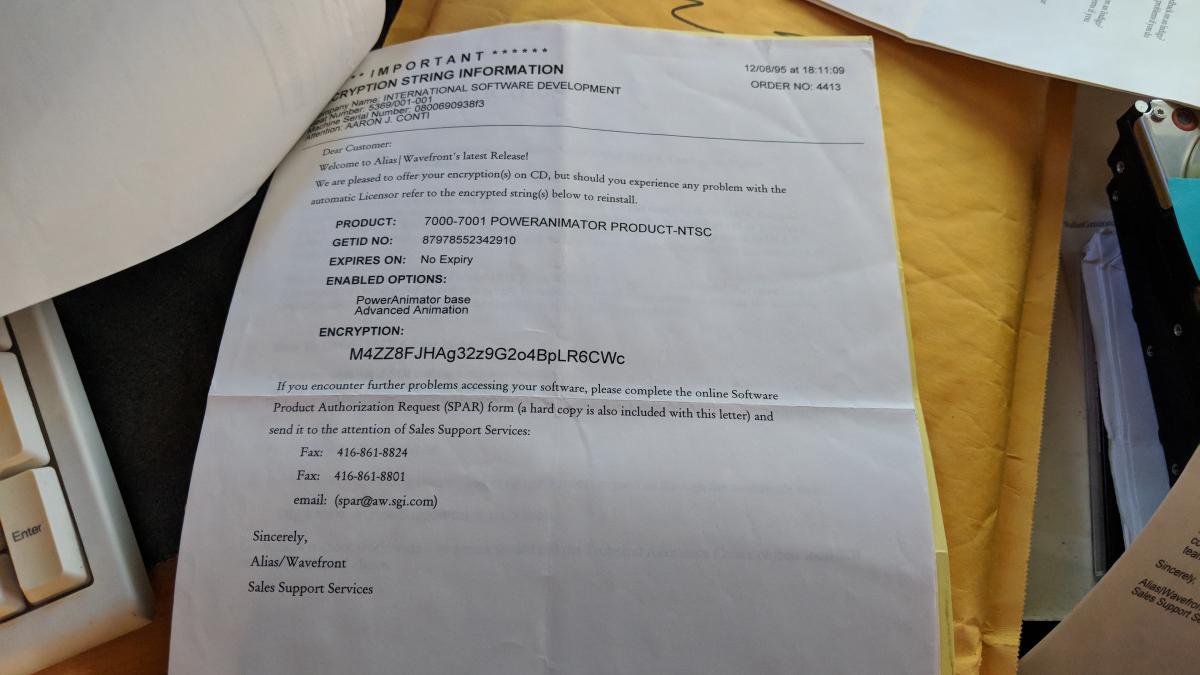 ** IMPORTANT ******
CRYPTION STRING INFORMATION
12/08/95 at 18:11:09
ORDER NO: 4413
mpany Name: INTERNATIONAL SOFTWARE DEVELOPMENT
Number: 5369/001-001
Machine Serial Number: 0800690938f3
Attention: AARON J. CONTI
Dear Customer:
Welcome to Alias|Wavefront's latest Release!
We are pleased to offer your encryption(s) on CD, but should you experience any problem with the
automatic Licensor refer to the encrypted string(s) below to reinstall.
PRODUCT: 7000-7001 POWERANIMATOR PRODUCT-NTSC
GETID NO: 87978552342910
EXPIRES ON: No Expiry
ENABLED OPTIONS:
PowerAnimator base
Advanced Animation
ENCRYPTION:
M4ZZ8FJHAg32z9G2o4BpLR6CWc
If you encounter further problems accessing your software, please complete the online Software
Product Authorization Request (SPAR) form (a hard copy is also included with this letter) and
send it to the attention of Sales Support Services:
Fax: 416-861-8824
Fax: 416-861-8801
email: (spar@aw.sgi.com)
Sincerely,
Alias/Wavefront
Sales Support Services
Enter
Sincerely,
Alias|Wavefro
Sales Support S